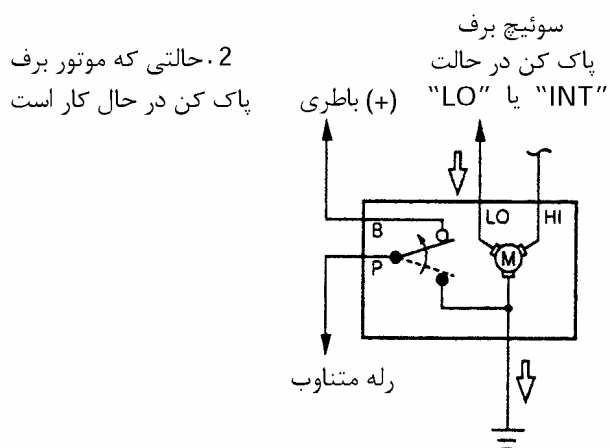 2.حالتی که موتور برف
پاک کن در حال کار است
سوئیچ برف
پاک کن در حالت
"INT" یا "LO"
باطری (+)
LO
HI
B
P
M
رله متناوب